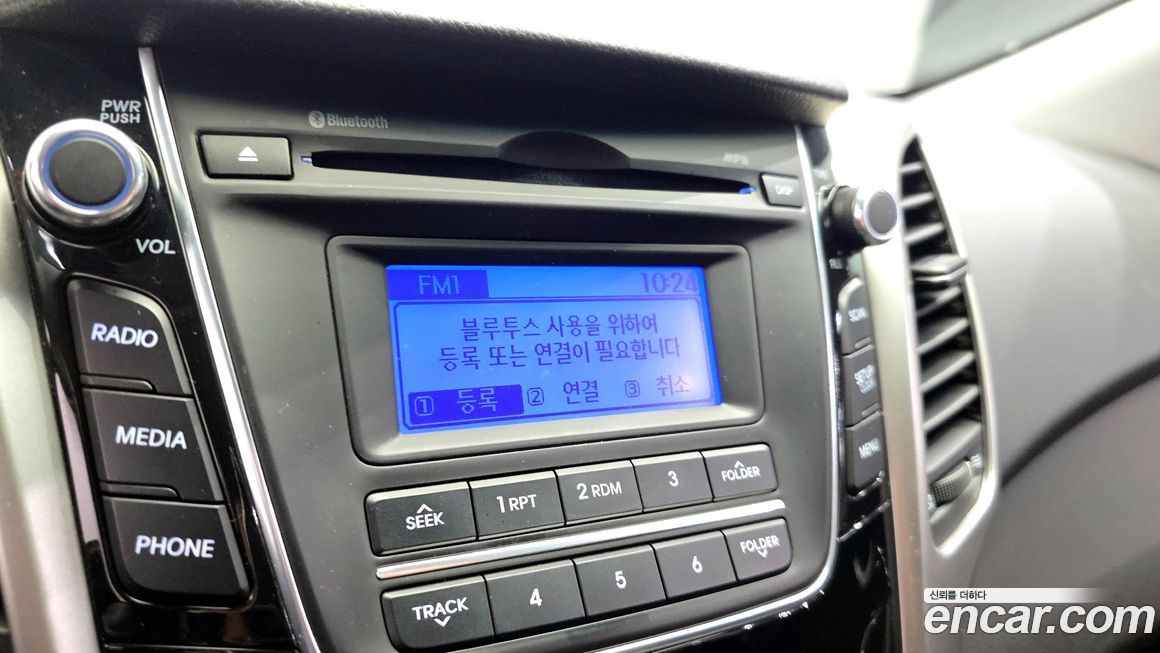 PWR
PUSH
Bluetooth
MP3
DISP
VOL
FM1 10:24
블루투스 사용을 위하여
등록 또는 연결이 필요합니다
1 등록 2 연결 3 취소
RADIO
MEDIA
PHONE
SCAN
SETUP
MENU
SEEK
1 RPT
2 RDM
3
FOLDER
TRACK
4
5
6
FOLDER
신뢰를 더하다
encar.com